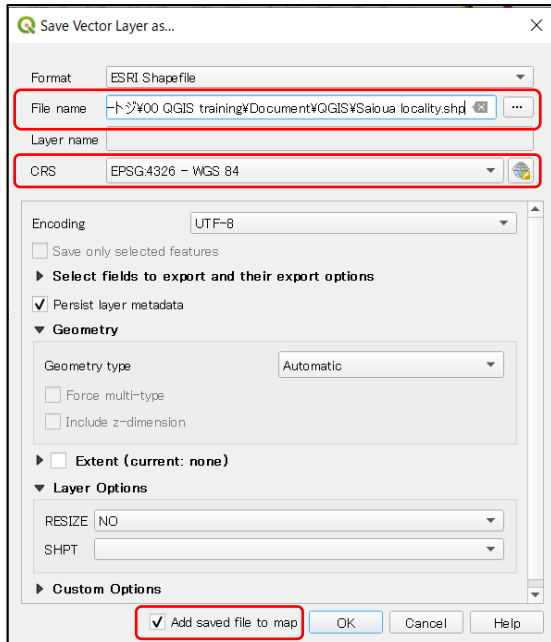 Save Vector Layer as...
Format ESRI Shapefile
File name ートジ¥00 QGIS training¥Document¥QGIS¥Saioua locality.shp ...
Layer name
CRS EPSG:4326 - WGS 84
Encoding UTF-8
Save only selected features
Select fields to export and their export options
Persist layer metadata
Geometry
Geometry type Automatic
Force multi-type
Include z-dimension
Extent (current: none)
Layer Options
RESIZE NO
SHPT
Custom Options
Add saved file to map OK Cancel Help